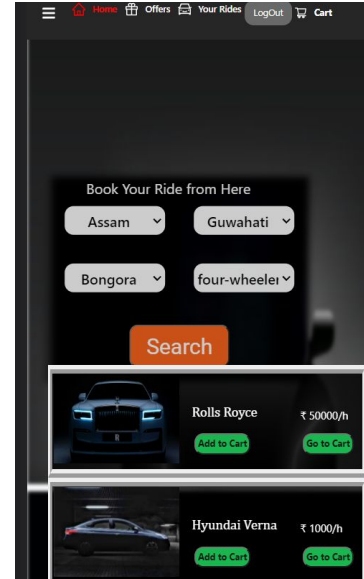 Home Offers Your Rides LogOut Cart
Book Your Ride from Here
Assam Guwahati
Bongora four-wheeler
Search
Rolls Royce ₹ 50000/h
Add to Cart Go to Cart
Hyundai Verna ₹ 1000/h
Add to Cart Go to Cart